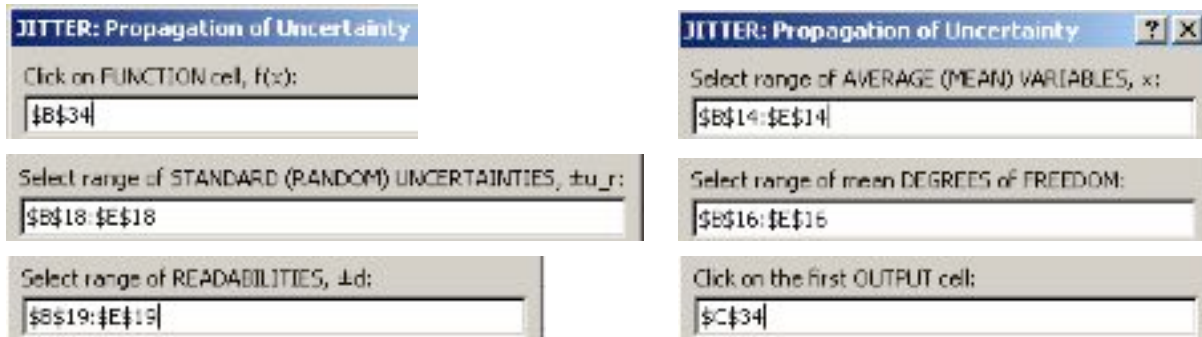 JITTER: Propagation of Uncertainty
Click on FUNCTION cell, f(x):
$B$34
JITTER: Propagation of Uncertainty
Select range of AVERAGE (MEAN) VARIABLES, x:
$B$14:$E$14
Select range of STANDARD (RANDOM) UNCERTAINTIES, ±u_r:
$B$18:$E$18
Select range of mean DEGREES of FREEDOM:
$B$16:$E$16
Select range of READABILITIES, ±d:
$B$19:$E$19
Click on the first OUTPUT cell:
$C$34